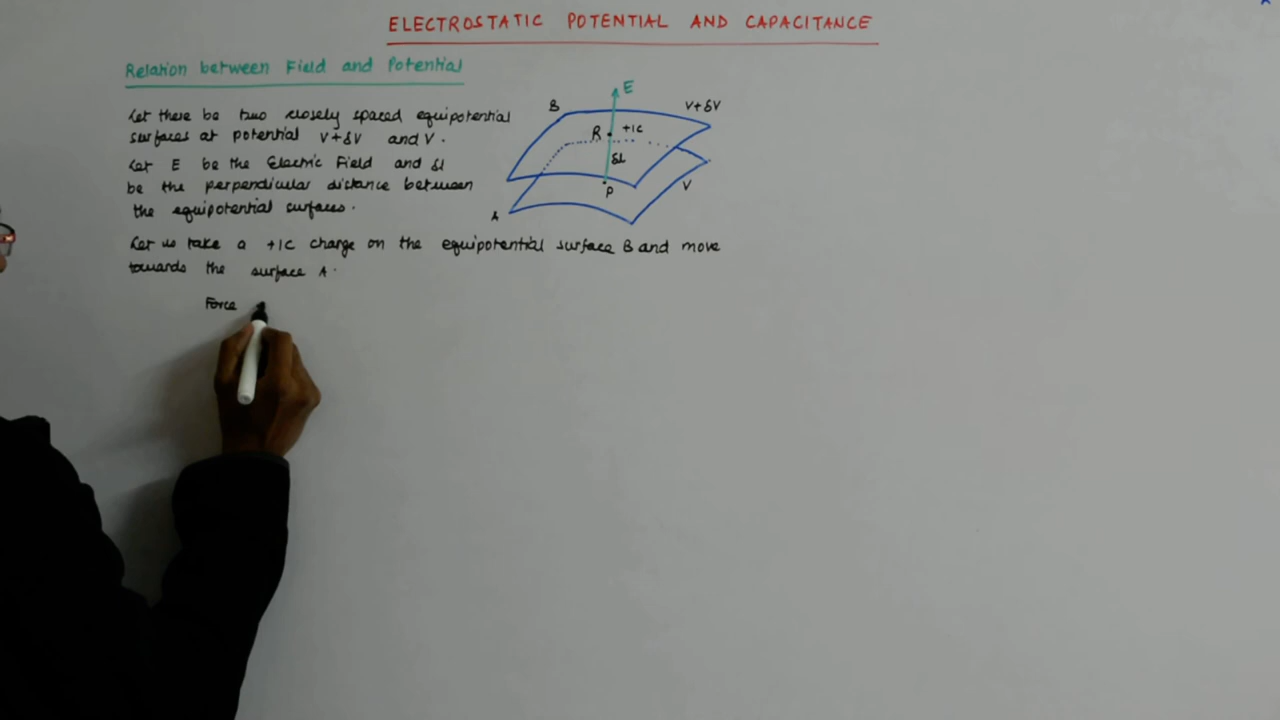 ELECTROSTATIC POTENTIAL AND CAPACITANCE
Relation between Field and Potential
Let there be two closely spaced equipotential
surfaces at potential V+δV and V.
Let E be the Electric Field and δl
be the perpendicular distance between
the equipotential surfaces.
E
B
V+δV
R
+1C
δl
P
V
A
Let us take a +1C charge on the equipotential surface B and move
towards the surface A.
Force